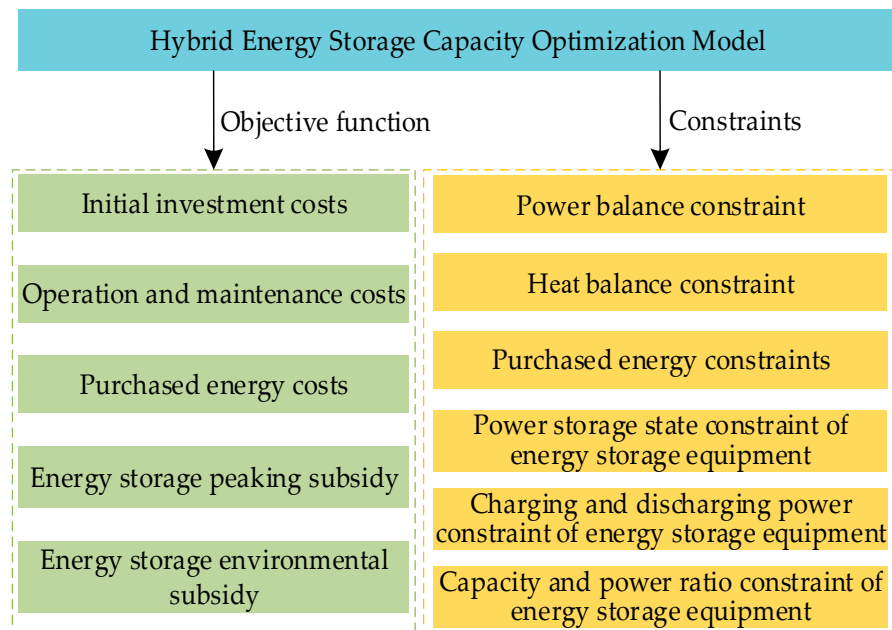 Hybrid Energy Storage Capacity Optimization Model
Objective function
Constraints
Initial investment costs
Operation and maintenance costs
Purchased energy costs
Energy storage peaking subsidy
Energy storage environmental
subsidy
Power balance constraint
Heat balance constraint
Purchased energy constraints
Power storage state constraint of
energy storage equipment
Charging and discharging power
constraint of energy storage equipment
Capacity and power ratio constraint of
energy storage equipment